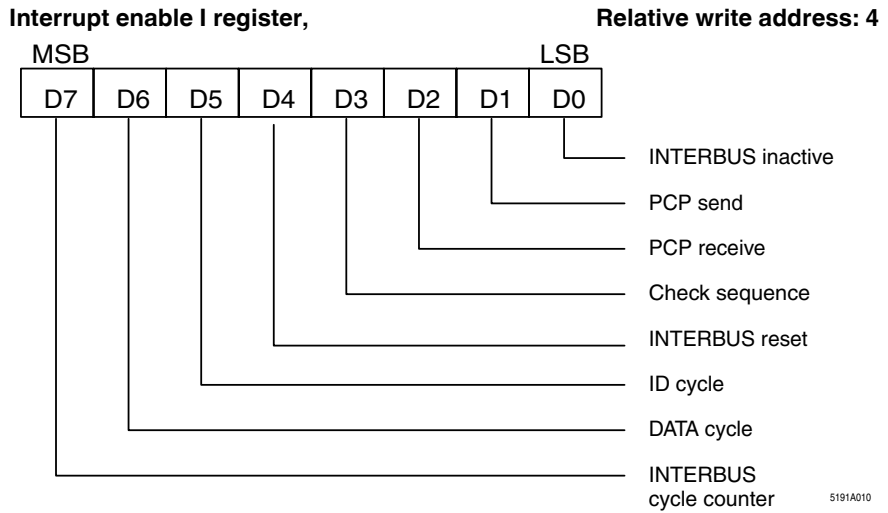 Interrupt enable I register, Relative write address: 4
MSB LSB
D7 D6 D5 D4 D3 D2 D1 D0
INTERBUS inactive
PCP send
PCP receive
Check sequence
INTERBUS reset
ID cycle
DATA cycle
INTERBUS
cycle counter 5191A010